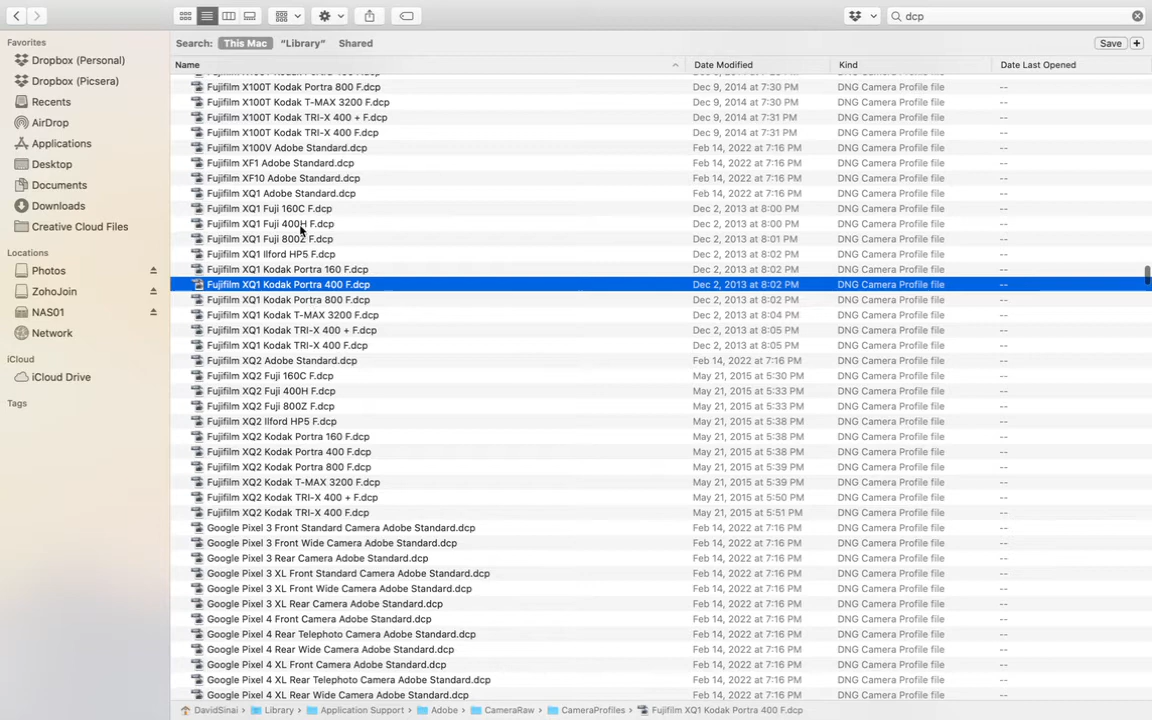 dcp
Favorites
Dropbox (Personal)
Dropbox (Picsera)
Recents
AirDrop
Applications
Desktop
Documents
Downloads
Creative Cloud Files
Locations
Photos
ZohoJoin
NAS01
Network
iCloud
iCloud Drive
Tags
Search: This Mac "Library" Shared Save +
Name Date Modified Kind Date Last Opened
Fujifilm X100T Kodak Portra 800 F.dcp Dec 9, 2014 at 7:30 PM DNG Camera Profile file --
Fujifilm X100T Kodak T-MAX 3200 F.dcp Dec 9, 2014 at 7:30 PM DNG Camera Profile file --
Fujifilm X100T Kodak TRI-X 400 + F.dcp Dec 9, 2014 at 7:31 PM DNG Camera Profile file --
Fujifilm X100T Kodak TRI-X 400 F.dcp Dec 9, 2014 at 7:31 PM DNG Camera Profile file --
Fujifilm X100V Adobe Standard.dcp Feb 14, 2022 at 7:16 PM DNG Camera Profile file --
Fujifilm XF1 Adobe Standard.dcp Feb 14, 2022 at 7:16 PM DNG Camera Profile file --
Fujifilm XF10 Adobe Standard.dcp Feb 14, 2022 at 7:16 PM DNG Camera Profile file --
Fujifilm XQ1 Adobe Standard.dcp Feb 14, 2022 at 7:16 PM DNG Camera Profile file --
Fujifilm XQ1 Fuji 160C F.dcp Dec 2, 2013 at 8:00 PM DNG Camera Profile file --
Fujifilm XQ1 Fuji 400H F.dcp Dec 2, 2013 at 8:00 PM DNG Camera Profile file --
Fujifilm XQ1 Fuji 800Z F.dcp Dec 2, 2013 at 8:01 PM DNG Camera Profile file --
Fujifilm XQ1 Ilford HP5 F.dcp Dec 2, 2013 at 8:02 PM DNG Camera Profile file --
Fujifilm XQ1 Kodak Portra 160 F.dcp Dec 2, 2013 at 8:02 PM DNG Camera Profile file --
Fujifilm XQ1 Kodak Portra 400 F.dcp Dec 2, 2013 at 8:02 PM DNG Camera Profile file --
Fujifilm XQ1 Kodak Portra 800 F.dcp Dec 2, 2013 at 8:02 PM DNG Camera Profile file --
Fujifilm XQ1 Kodak T-MAX 3200 F.dcp Dec 2, 2013 at 8:04 PM DNG Camera Profile file --
Fujifilm XQ1 Kodak TRI-X 400 + F.dcp Dec 2, 2013 at 8:05 PM DNG Camera Profile file --
Fujifilm XQ1 Kodak TRI-X 400 F.dcp Dec 2, 2013 at 8:05 PM DNG Camera Profile file --
Fujifilm XQ2 Adobe Standard.dcp Feb 14, 2022 at 7:16 PM DNG Camera Profile file --
Fujifilm XQ2 Fuji 160C F.dcp May 21, 2015 at 5:30 PM DNG Camera Profile file --
Fujifilm XQ2 Fuji 400H F.dcp May 21, 2015 at 5:33 PM DNG Camera Profile file --
Fujifilm XQ2 Fuji 800Z F.dcp May 21, 2015 at 5:33 PM DNG Camera Profile file --
Fujifilm XQ2 Ilford HP5 F.dcp May 21, 2015 at 5:38 PM DNG Camera Profile file --
Fujifilm XQ2 Kodak Portra 160 F.dcp May 21, 2015 at 5:38 PM DNG Camera Profile file --
Fujifilm XQ2 Kodak Portra 400 F.dcp May 21, 2015 at 5:38 PM DNG Camera Profile file --
Fujifilm XQ2 Kodak Portra 800 F.dcp May 21, 2015 at 5:39 PM DNG Camera Profile file --
Fujifilm XQ2 Kodak T-MAX 3200 F.dcp May 21, 2015 at 5:39 PM DNG Camera Profile file --
Fujifilm XQ2 Kodak TRI-X 400 + F.dcp May 21, 2015 at 5:50 PM DNG Camera Profile file --
Fujifilm XQ2 Kodak TRI-X 400 F.dcp May 21, 2015 at 5:51 PM DNG Camera Profile file --
Google Pixel 3 Front Standard Camera Adobe Standard.dcp Feb 14, 2022 at 7:16 PM DNG Camera Profile file --
Google Pixel 3 Front Wide Camera Adobe Standard.dcp Feb 14, 2022 at 7:16 PM DNG Camera Profile file --
Google Pixel 3 Rear Camera Adobe Standard.dcp Feb 14, 2022 at 7:16 PM DNG Camera Profile file --
Google Pixel 3 XL Front Standard Camera Adobe Standard.dcp Feb 14, 2022 at 7:16 PM DNG Camera Profile file --
Google Pixel 3 XL Front Wide Camera Adobe Standard.dcp Feb 14, 2022 at 7:16 PM DNG Camera Profile file --
Google Pixel 3 XL Rear Camera Adobe Standard.dcp Feb 14, 2022 at 7:16 PM DNG Camera Profile file --
Google Pixel 4 Front Camera Adobe Standard.dcp Feb 14, 2022 at 7:16 PM DNG Camera Profile file --
Google Pixel 4 Rear Telephoto Camera Adobe Standard.dcp Feb 14, 2022 at 7:16 PM DNG Camera Profile file --
Google Pixel 4 Rear Wide Camera Adobe Standard.dcp Feb 14, 2022 at 7:16 PM DNG Camera Profile file --
Google Pixel 4 XL Front Camera Adobe Standard.dcp Feb 14, 2022 at 7:16 PM DNG Camera Profile file --
Google Pixel 4 XL Rear Telephoto Camera Adobe Standard.dcp Feb 14, 2022 at 7:16 PM DNG Camera Profile file --
Google Pixel 4 XL Rear Wide Camera Adobe Standard.dcp Feb 14, 2022 at 7:16 PM DNG Camera Profile file --
DavidSinai › Library › Application Support › Adobe › CameraRaw › CameraProfiles › Fujifilm XQ1 Kodak Portra 400 F.dcp